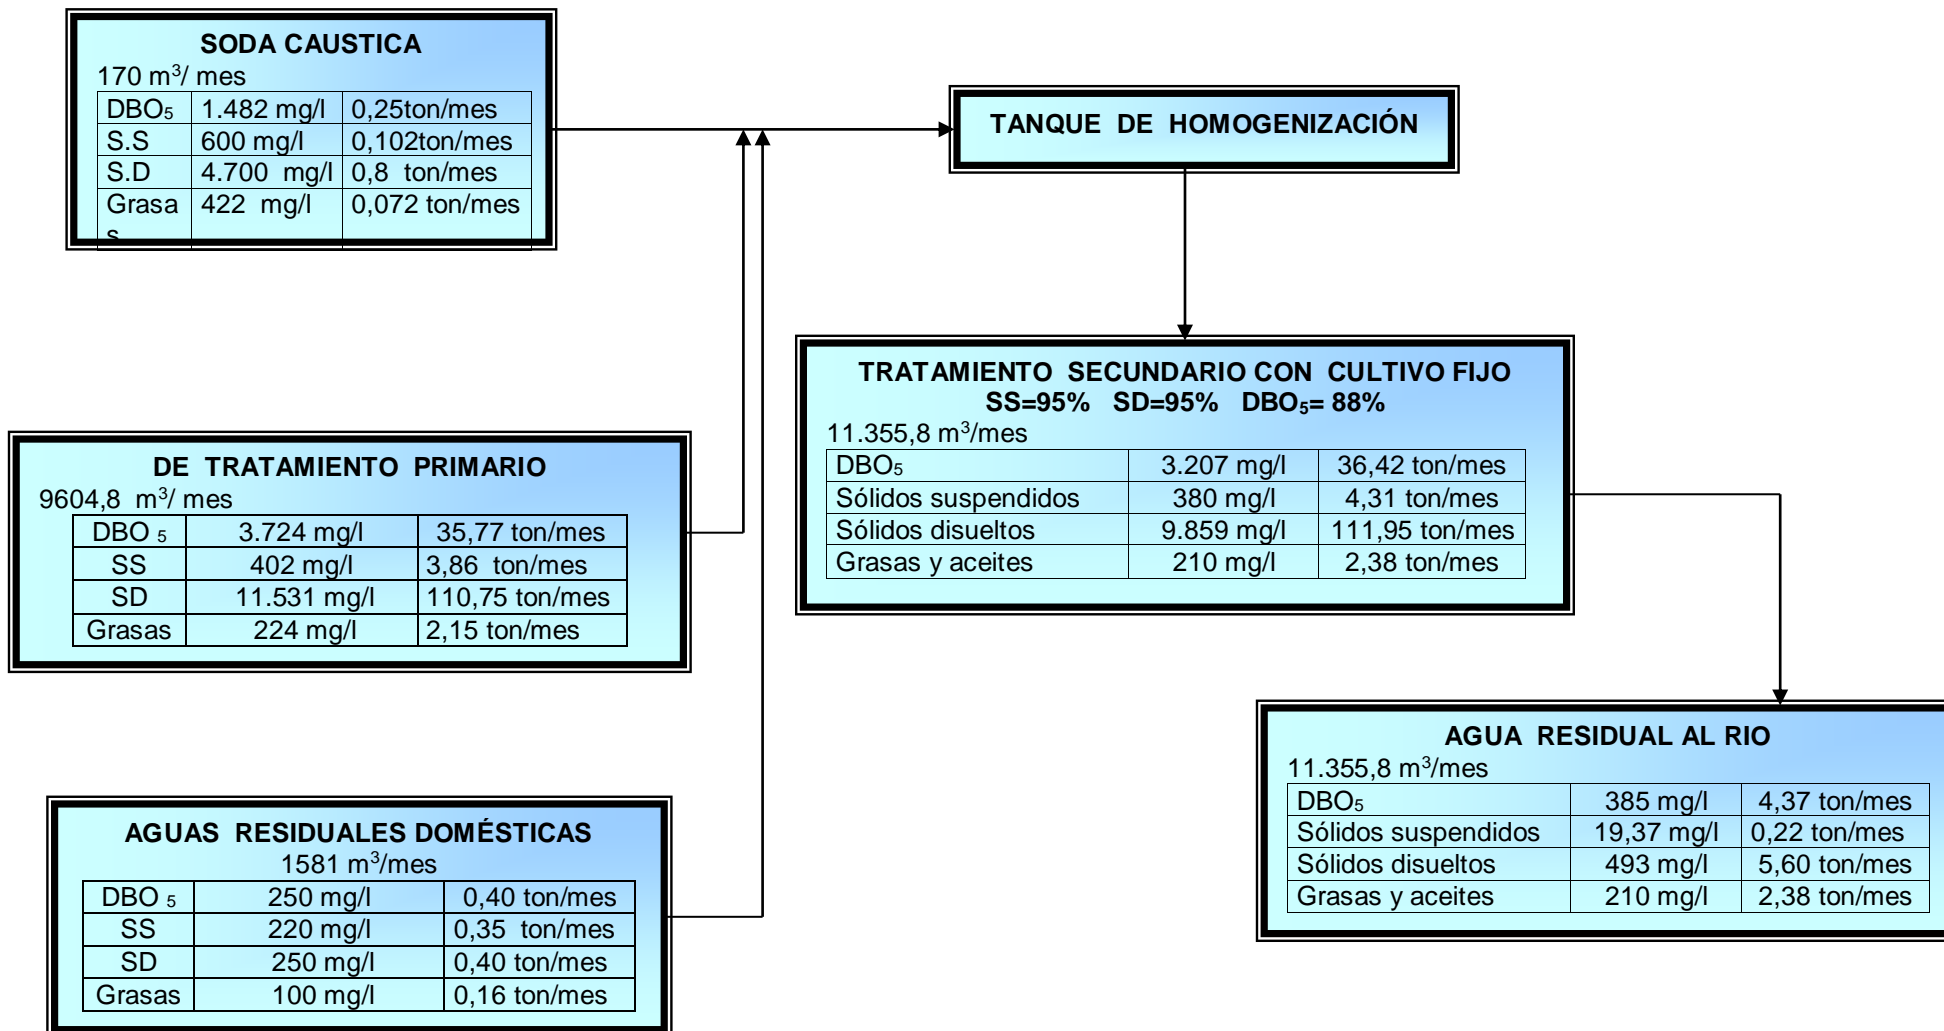 SODA CAUSTICA
170 m³/ mes
DBO₅ 1.482 mg/l 0,25ton/mes
S.S 600 mg/l 0,102ton/mes
S.D 4.700 mg/l 0,8 ton/mes
Grasa 422 mg/l 0,072 ton/mes
s
TANQUE DE HOMOGENIZACIÓN
TRATAMIENTO SECUNDARIO CON CULTIVO FIJO
SS=95% SD=95% DBO₅= 88%
11.355,8 m³/mes
DBO₅ 3.207 mg/l 36,42 ton/mes
Sólidos suspendidos 380 mg/l 4,31 ton/mes
Sólidos disueltos 9.859 mg/l 111,95 ton/mes
Grasas y aceites 210 mg/l 2,38 ton/mes
DE TRATAMIENTO PRIMARIO
9604,8 m³/ mes
DBO ₅ 3.724 mg/l 35,77 ton/mes
SS 402 mg/l 3,86 ton/mes
SD 11.531 mg/l 110,75 ton/mes
Grasas 224 mg/l 2,15 ton/mes
AGUAS RESIDUALES DOMÉSTICAS
1581 m³/mes
DBO ₅ 250 mg/l 0,40 ton/mes
SS 220 mg/l 0,35 ton/mes
SD 250 mg/l 0,40 ton/mes
Grasas 100 mg/l 0,16 ton/mes
AGUA RESIDUAL AL RIO
11.355,8 m³/mes
DBO₅ 385 mg/l 4,37 ton/mes
Sólidos suspendidos 19,37 mg/l 0,22 ton/mes
Sólidos disueltos 493 mg/l 5,60 ton/mes
Grasas y aceites 210 mg/l 2,38 ton/mes